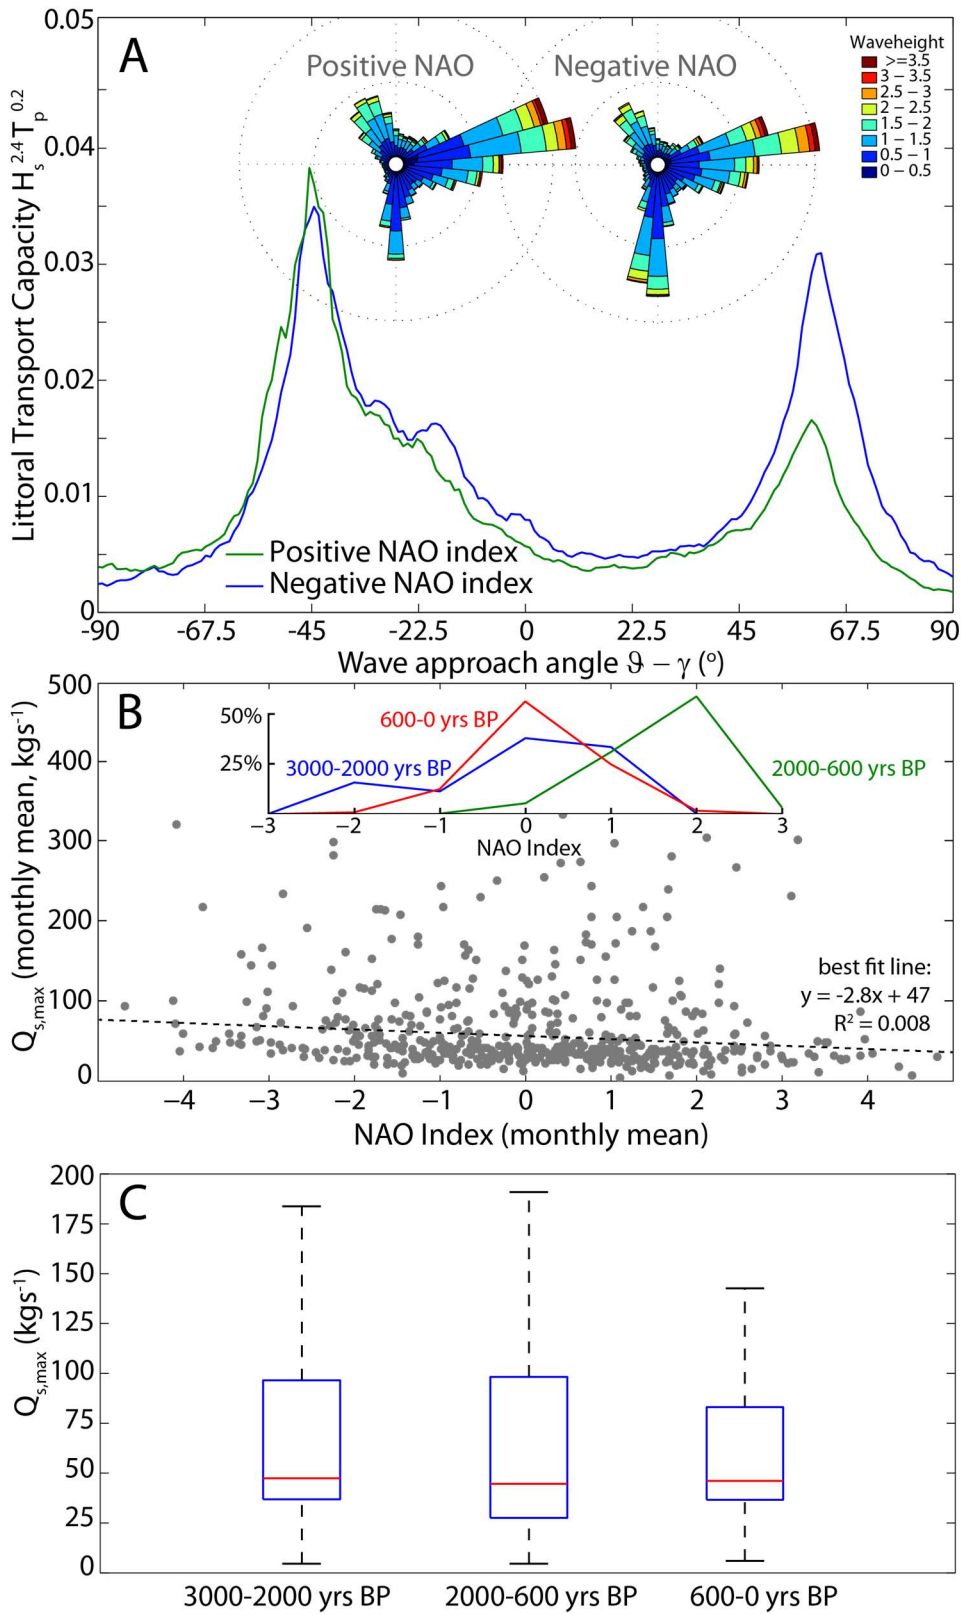 A
Positive NAO
Negative NAO
Waveheight
>=3.5
3 – 3.5
2.5 – 3
2 – 2.5
1.5 – 2
1 – 1.5
0.5 – 1
0 – 0.5
Littoral Transport Capacity Hs^2.4 Tp^0.2
0.05
0.04
0.03
0.02
0.01
0
Positive NAO index
Negative NAO index
-90 -67.5 -45 -22.5 0 22.5 45 67.5 90
Wave approach angle ϑ – γ (º)
B
Qs,max (monthly mean, kgs⁻¹)
500
400
300
200
100
0
50%
25%
600-0 yrs BP
3000-2000 yrs BP
2000-600 yrs BP
−3 −2 −1 0 1 2 3
NAO Index
best fit line:
y = -2.8x + 47
R² = 0.008
−4 −3 −2 −1 0 1 2 3 4
NAO Index (monthly mean)
C
Qs,max (kgs⁻¹)
200
175
150
125
100
75
50
25
0
3000-2000 yrs BP 2000-600 yrs BP 600-0 yrs BP